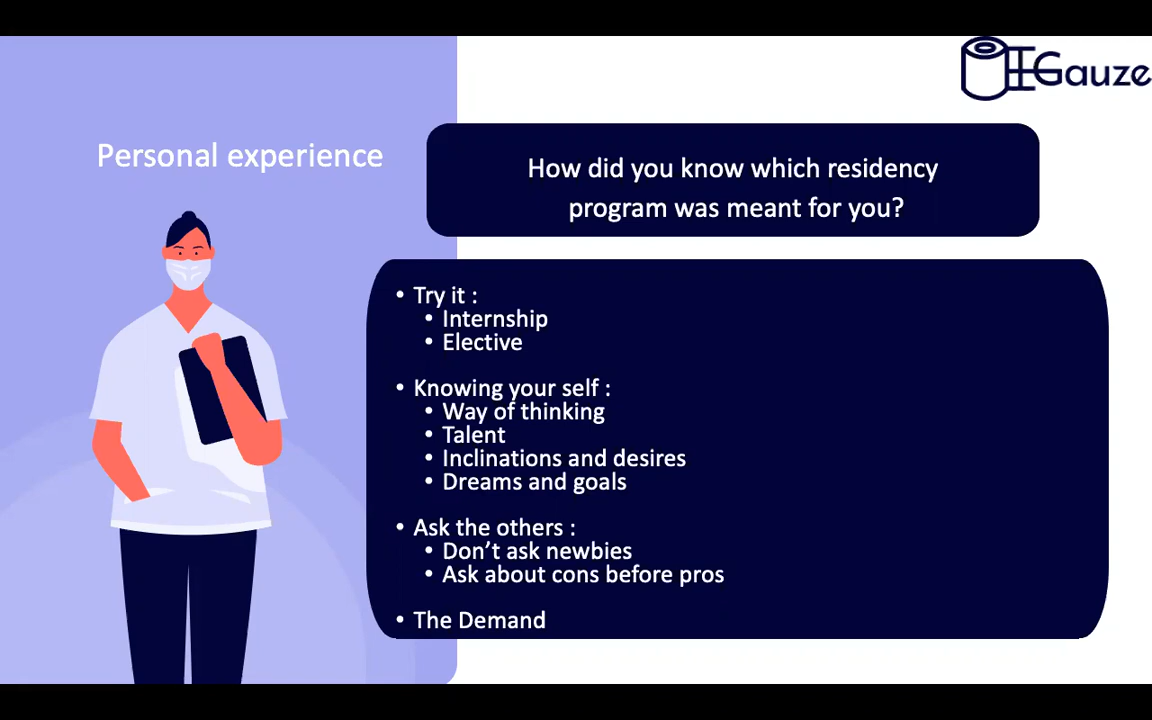 Gauze
Personal experience
How did you know which residency
program was meant for you?
• Try it :
• Internship
• Elective
• Knowing your self :
• Way of thinking
• Talent
• Inclinations and desires
• Dreams and goals
• Ask the others :
• Don’t ask newbies
• Ask about cons before pros
• The Demand